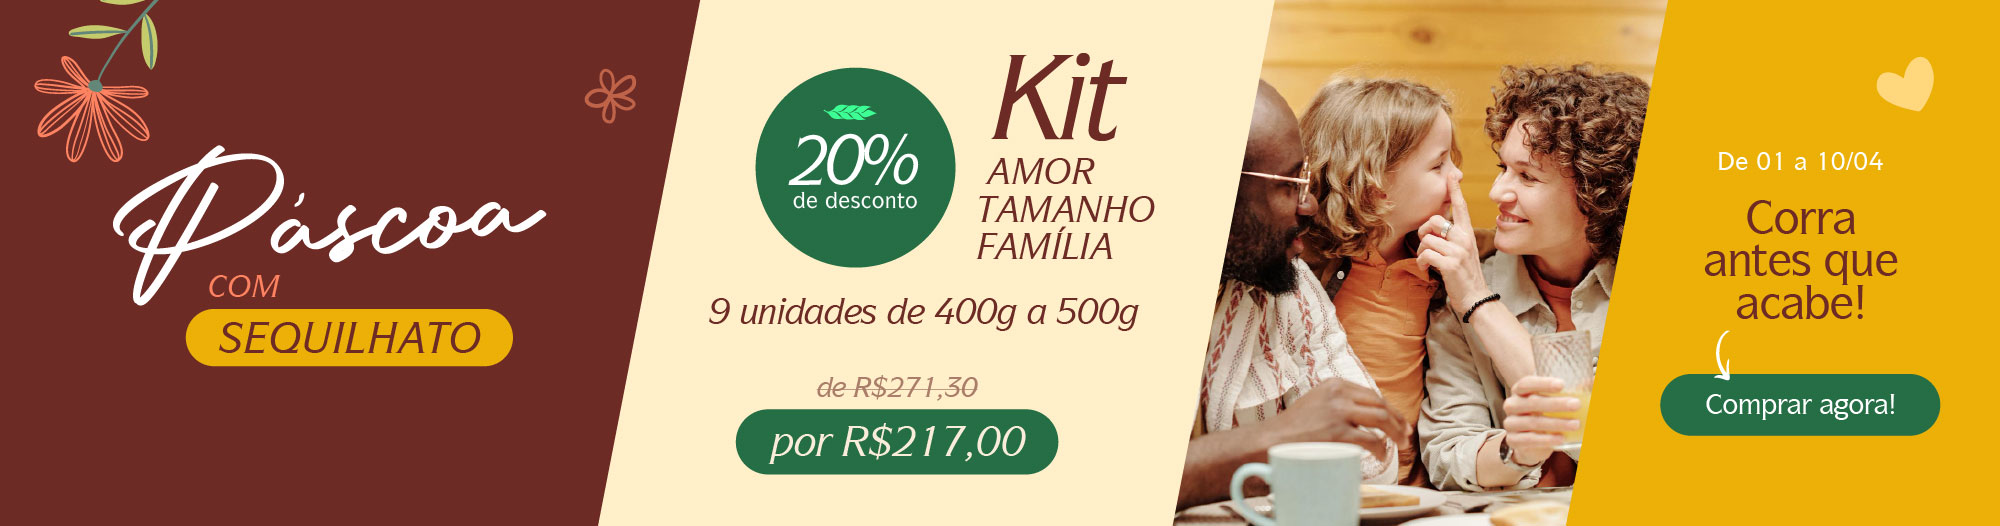 Páscoa
COM
SEQUILHATO
20%
de desconto
Kit
AMOR
TAMANHO
FAMÍLIA
9 unidades de 400g a 500g
de R$271,30
por R$217,00
De 01 a 10/04
Corra
antes que
acabe!
Comprar agora!